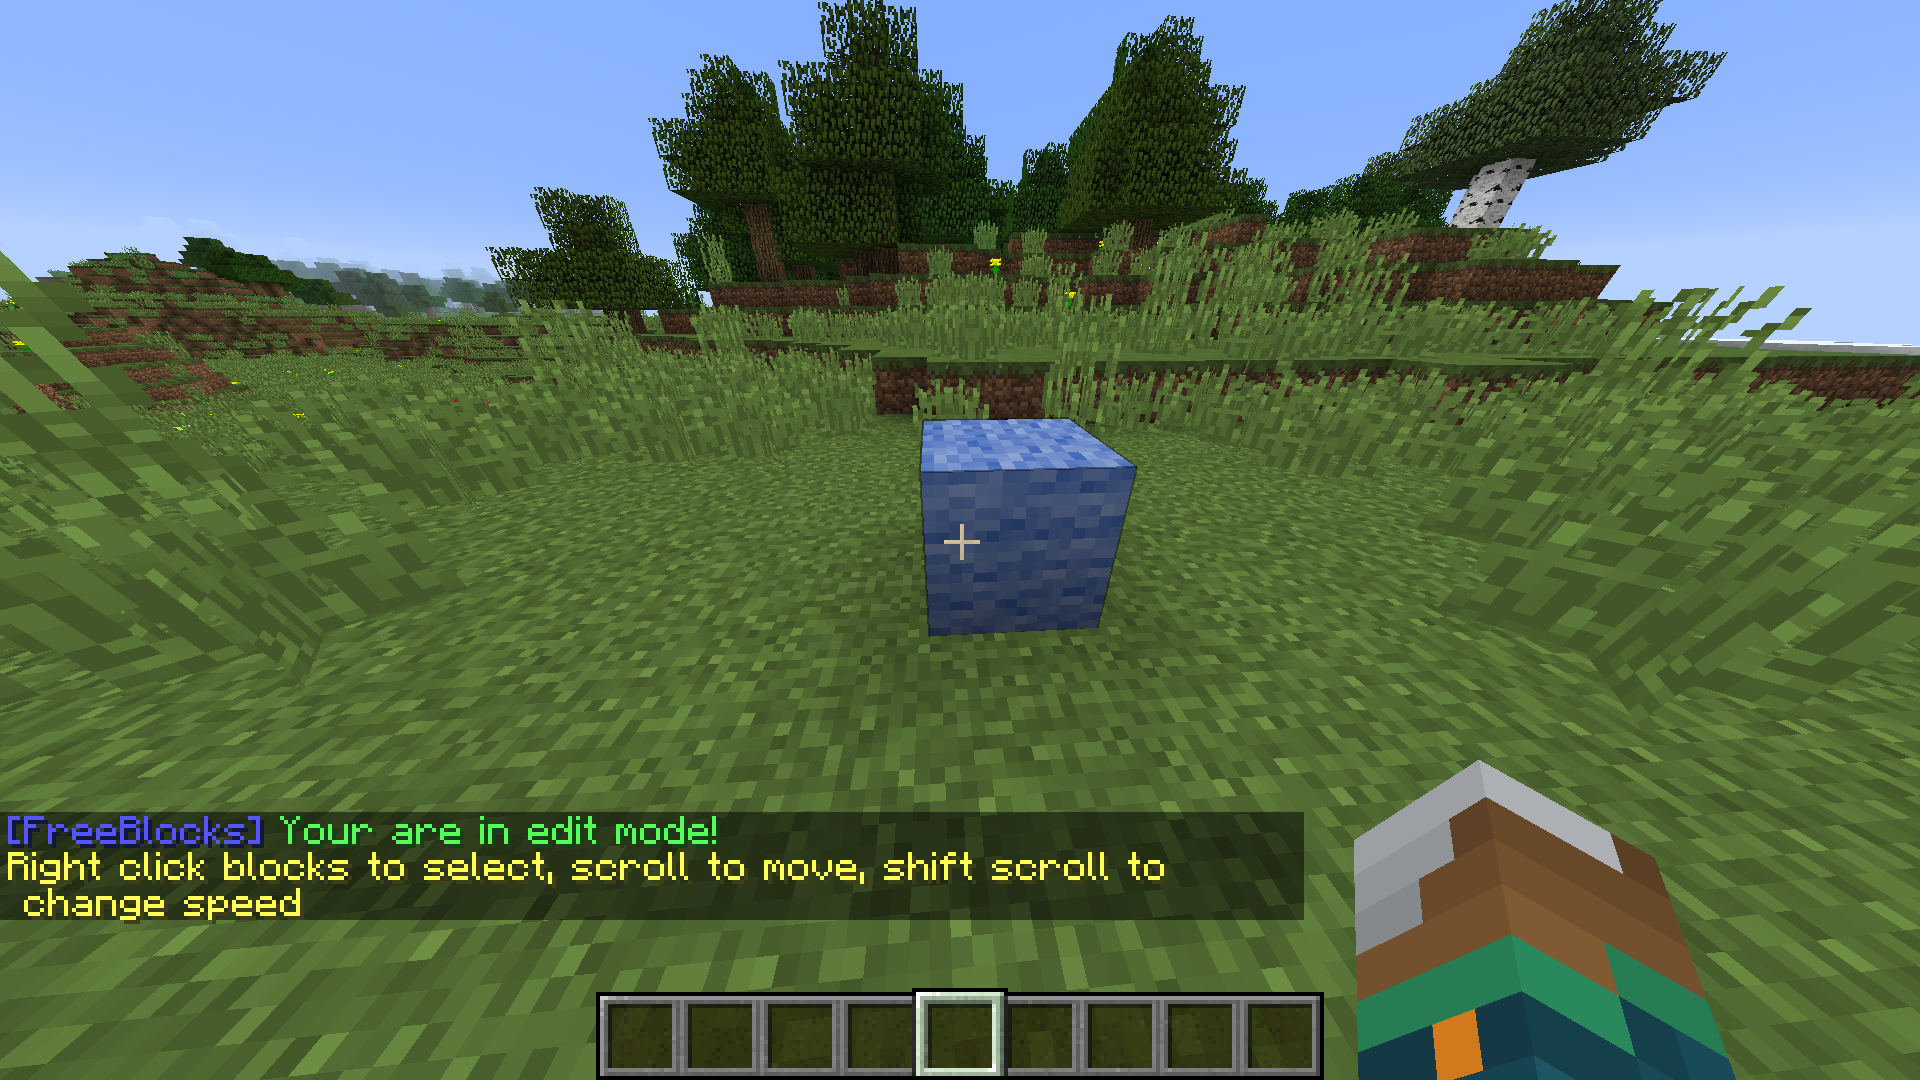 [FreeBlocks] Your are in edit mode!
Right click blocks to select, scroll to move, shift scroll to
change speed